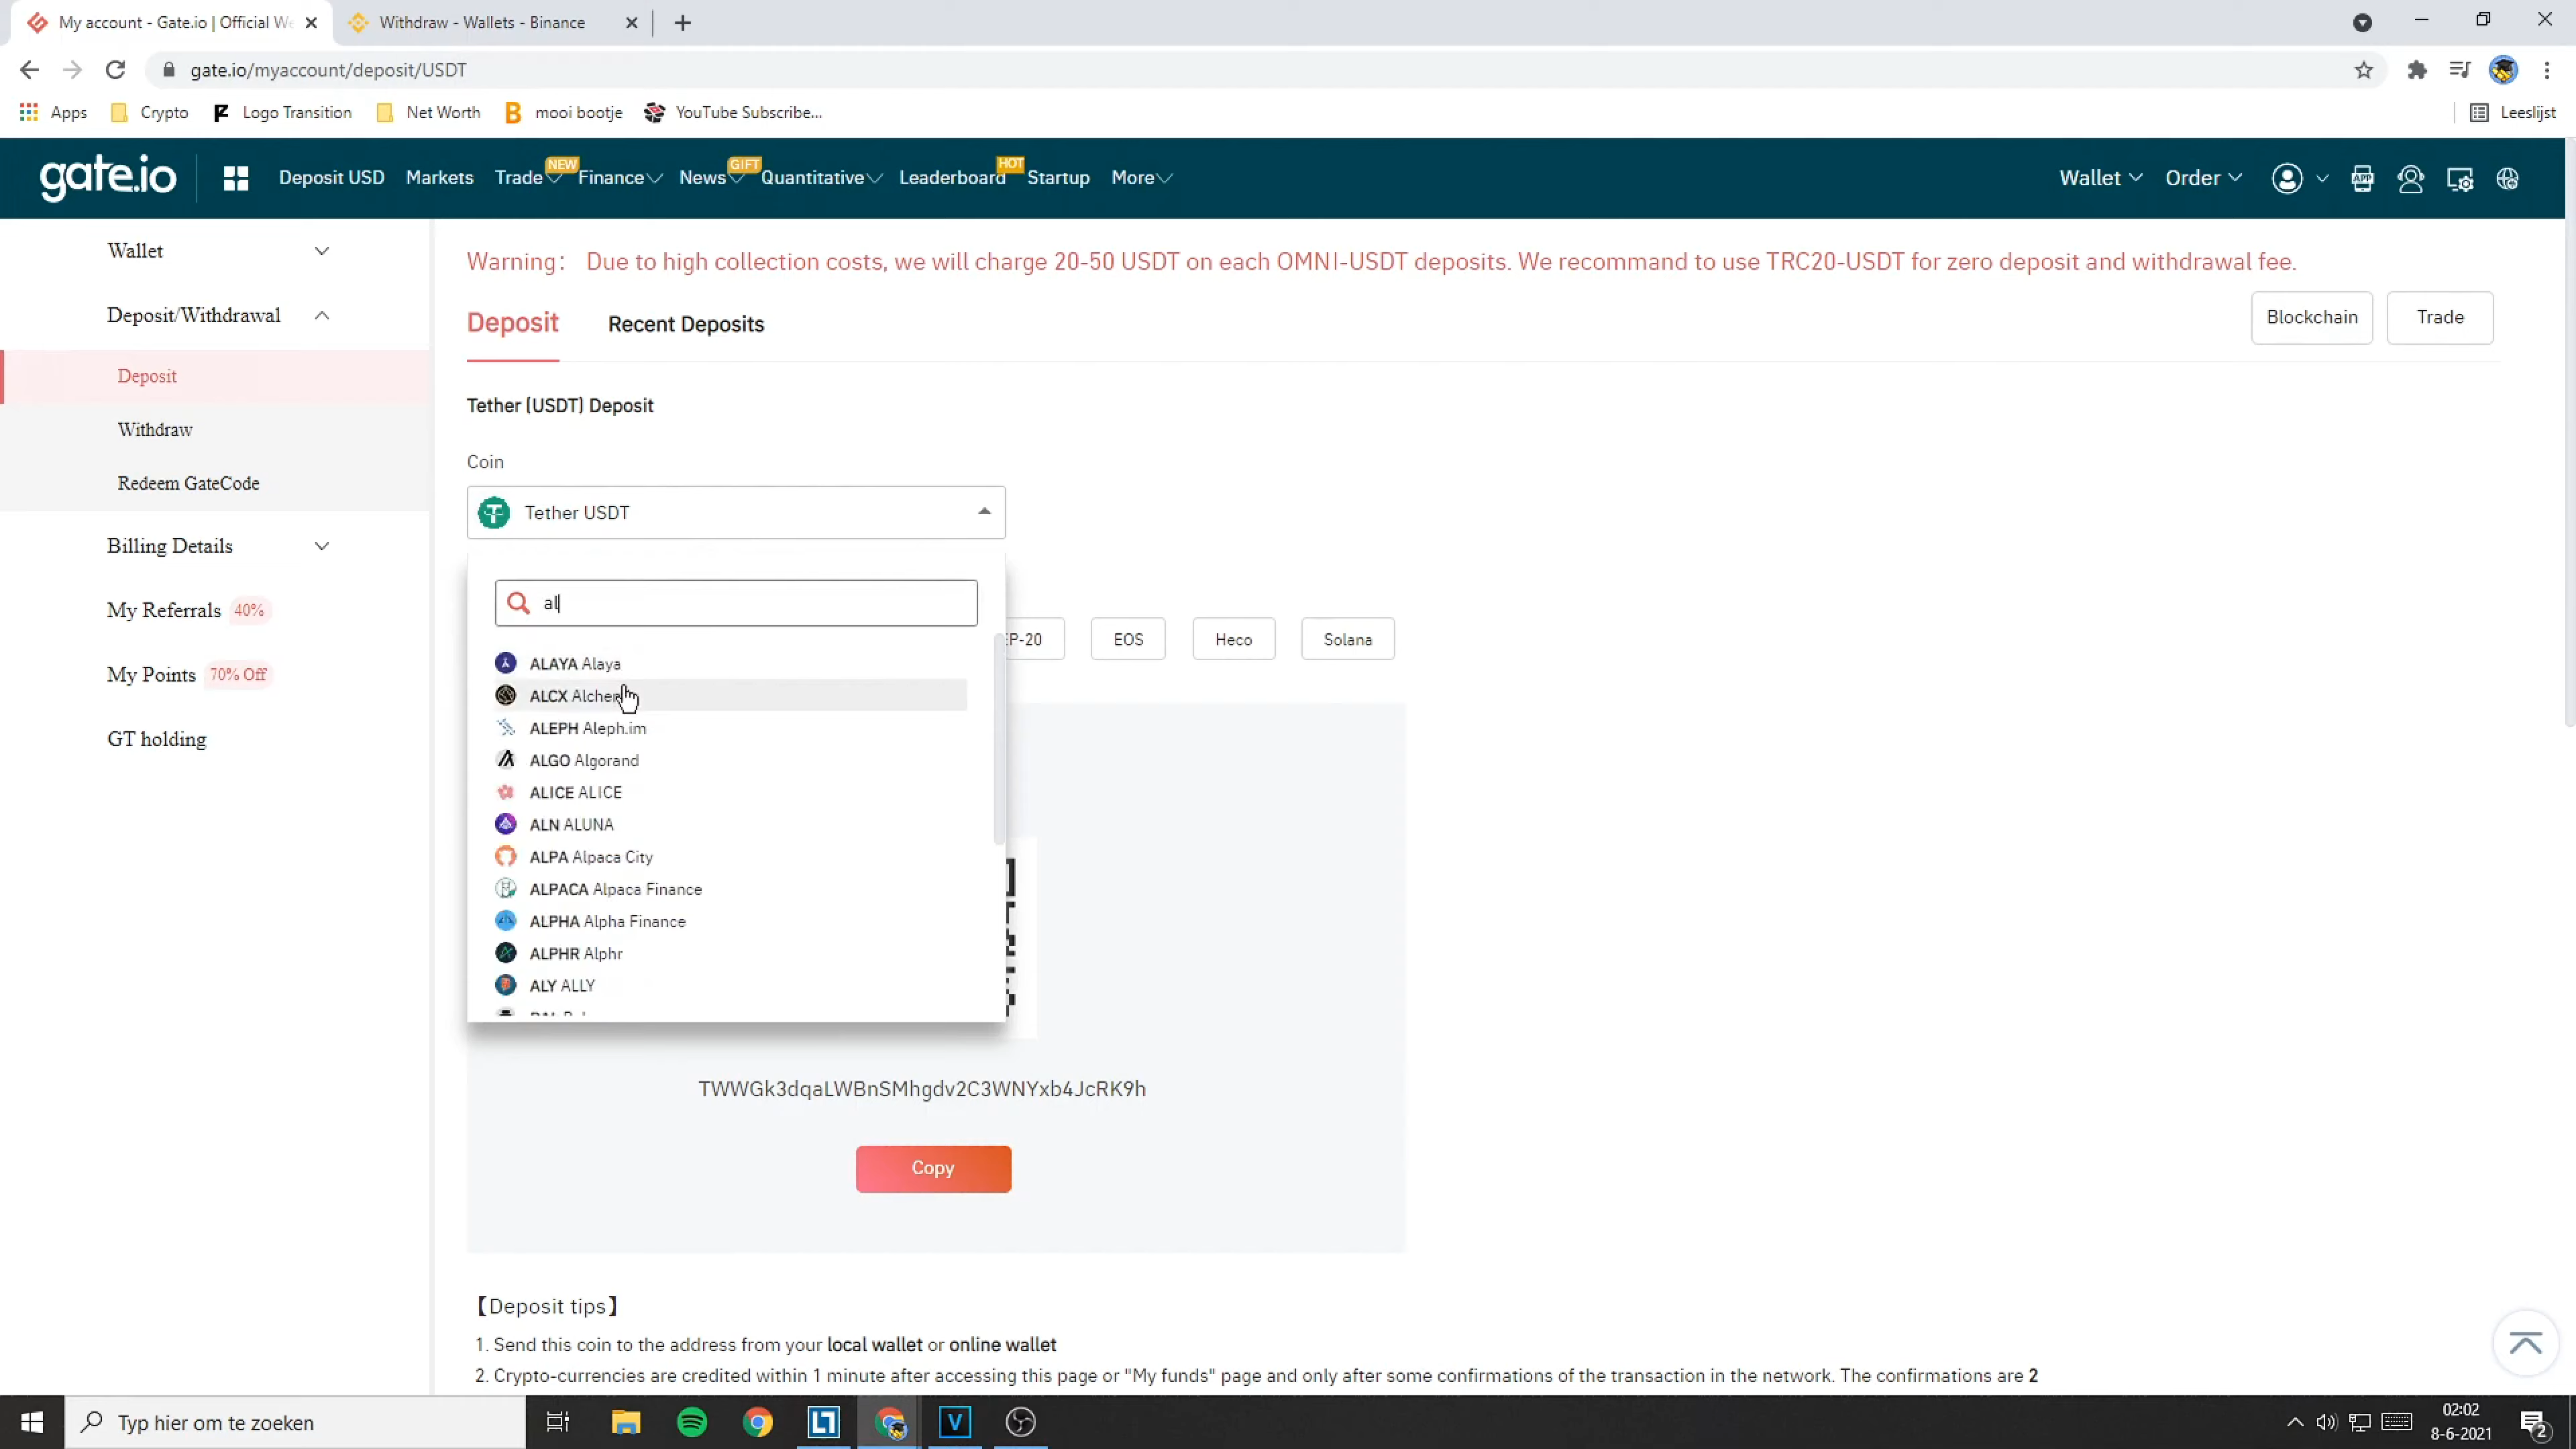 My account - Gate.io | Official We
Withdraw - Wallets - Binance
gate.io/myaccount/deposit/USDT
Apps
Crypto
Logo Transition
Net Worth
mooi bootje
YouTube Subscribe...
Leeslijst
gate.io
Deposit USD
Markets
Trade
NEW
Finance
News
GIFT
Quantitative
Leaderboard
HOT
Startup
More
Wallet
Order
APP
Wallet
Deposit/Withdrawal
Deposit
Withdraw
Redeem GateCode
Billing Details
My Referrals 40%
My Points 70% Off
GT holding
Warning: Due to high collection costs, we will charge 20-50 USDT on each OMNI-USDT deposits. We recommand to use TRC20-USDT for zero deposit and withdrawal fee.
Deposit
Recent Deposits
Blockchain
Trade
Tether (USDT) Deposit
Coin
Tether USDT
al
EOS
Heco
Solana
ALAYA Alaya
ALCX
ALEPH Aleph.im
ALGO Algorand
ALICE ALICE
ALN ALUNA
ALPA Alpaca City
ALPACA Alpaca Finance
ALPHA Alpha Finance
ALPHR Alphr
ALY ALLY
TWWGk3dqaLWBnSMhgdv2C3WNYxb4JcRK9h
Copy
【Deposit tips】
1. Send this coin to the address from your local wallet or online wallet
2. Crypto-currencies are credited within 1 minute after accessing this page or "My funds" page and only after some confirmations of the transaction in the network. The confirmations are 2
Typ hier om te zoeken
02:02
8-6-2021
2